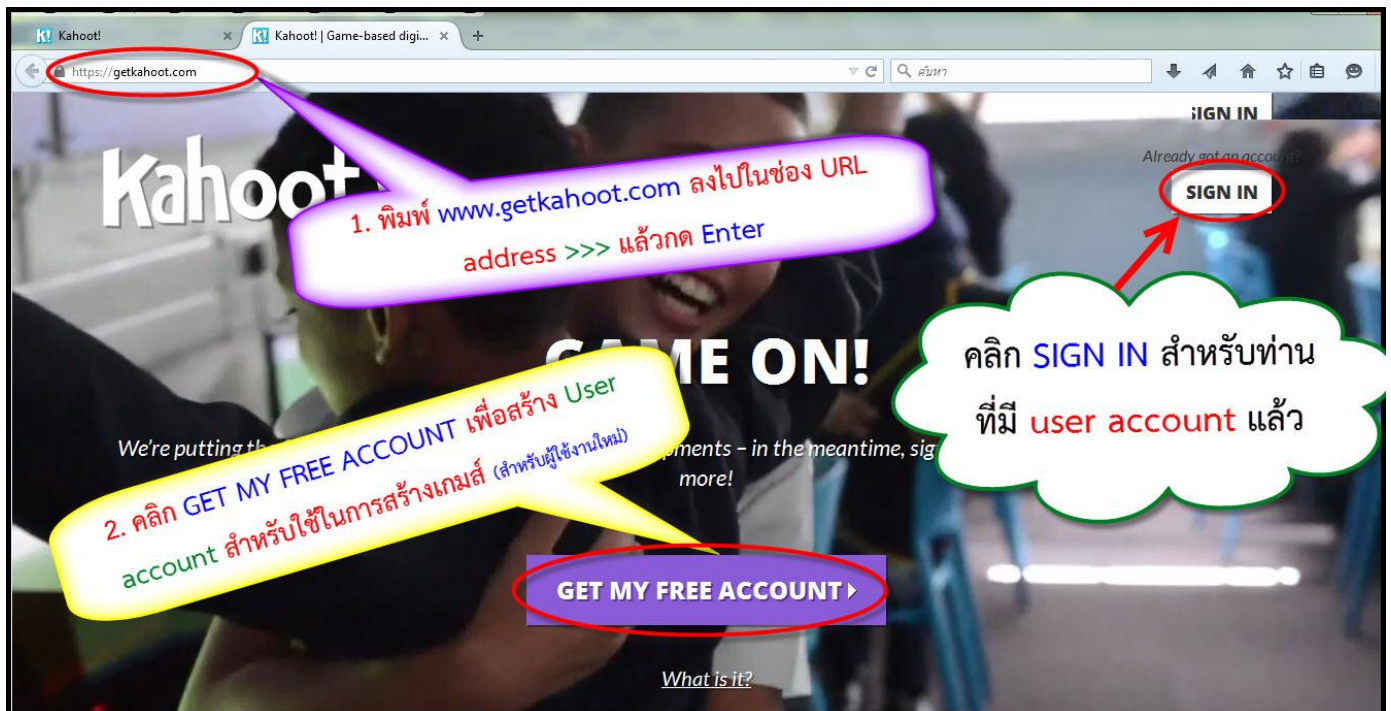 Kahoot!
Kahoot! | Game-based digi...
https://getkahoot.com
ค้นหา
SIGN IN
Already got an account?
SIGN IN
Kahoot
1. พิมพ์ www.getkahoot.com ลงไปในช่อง URL
address >>> แล้วกด Enter
คลิก SIGN IN สำหรับท่าน
ที่มี user account แล้ว
GAME ON!
2. คลิก GET MY FREE ACCOUNT เพื่อสร้าง User
account สำหรับใช้ในการสร้างเกมส์ (สำหรับผู้ใช้งานใหม่)
We're putting – in the meantime,
more!
GET MY FREE ACCOUNT
What is it?